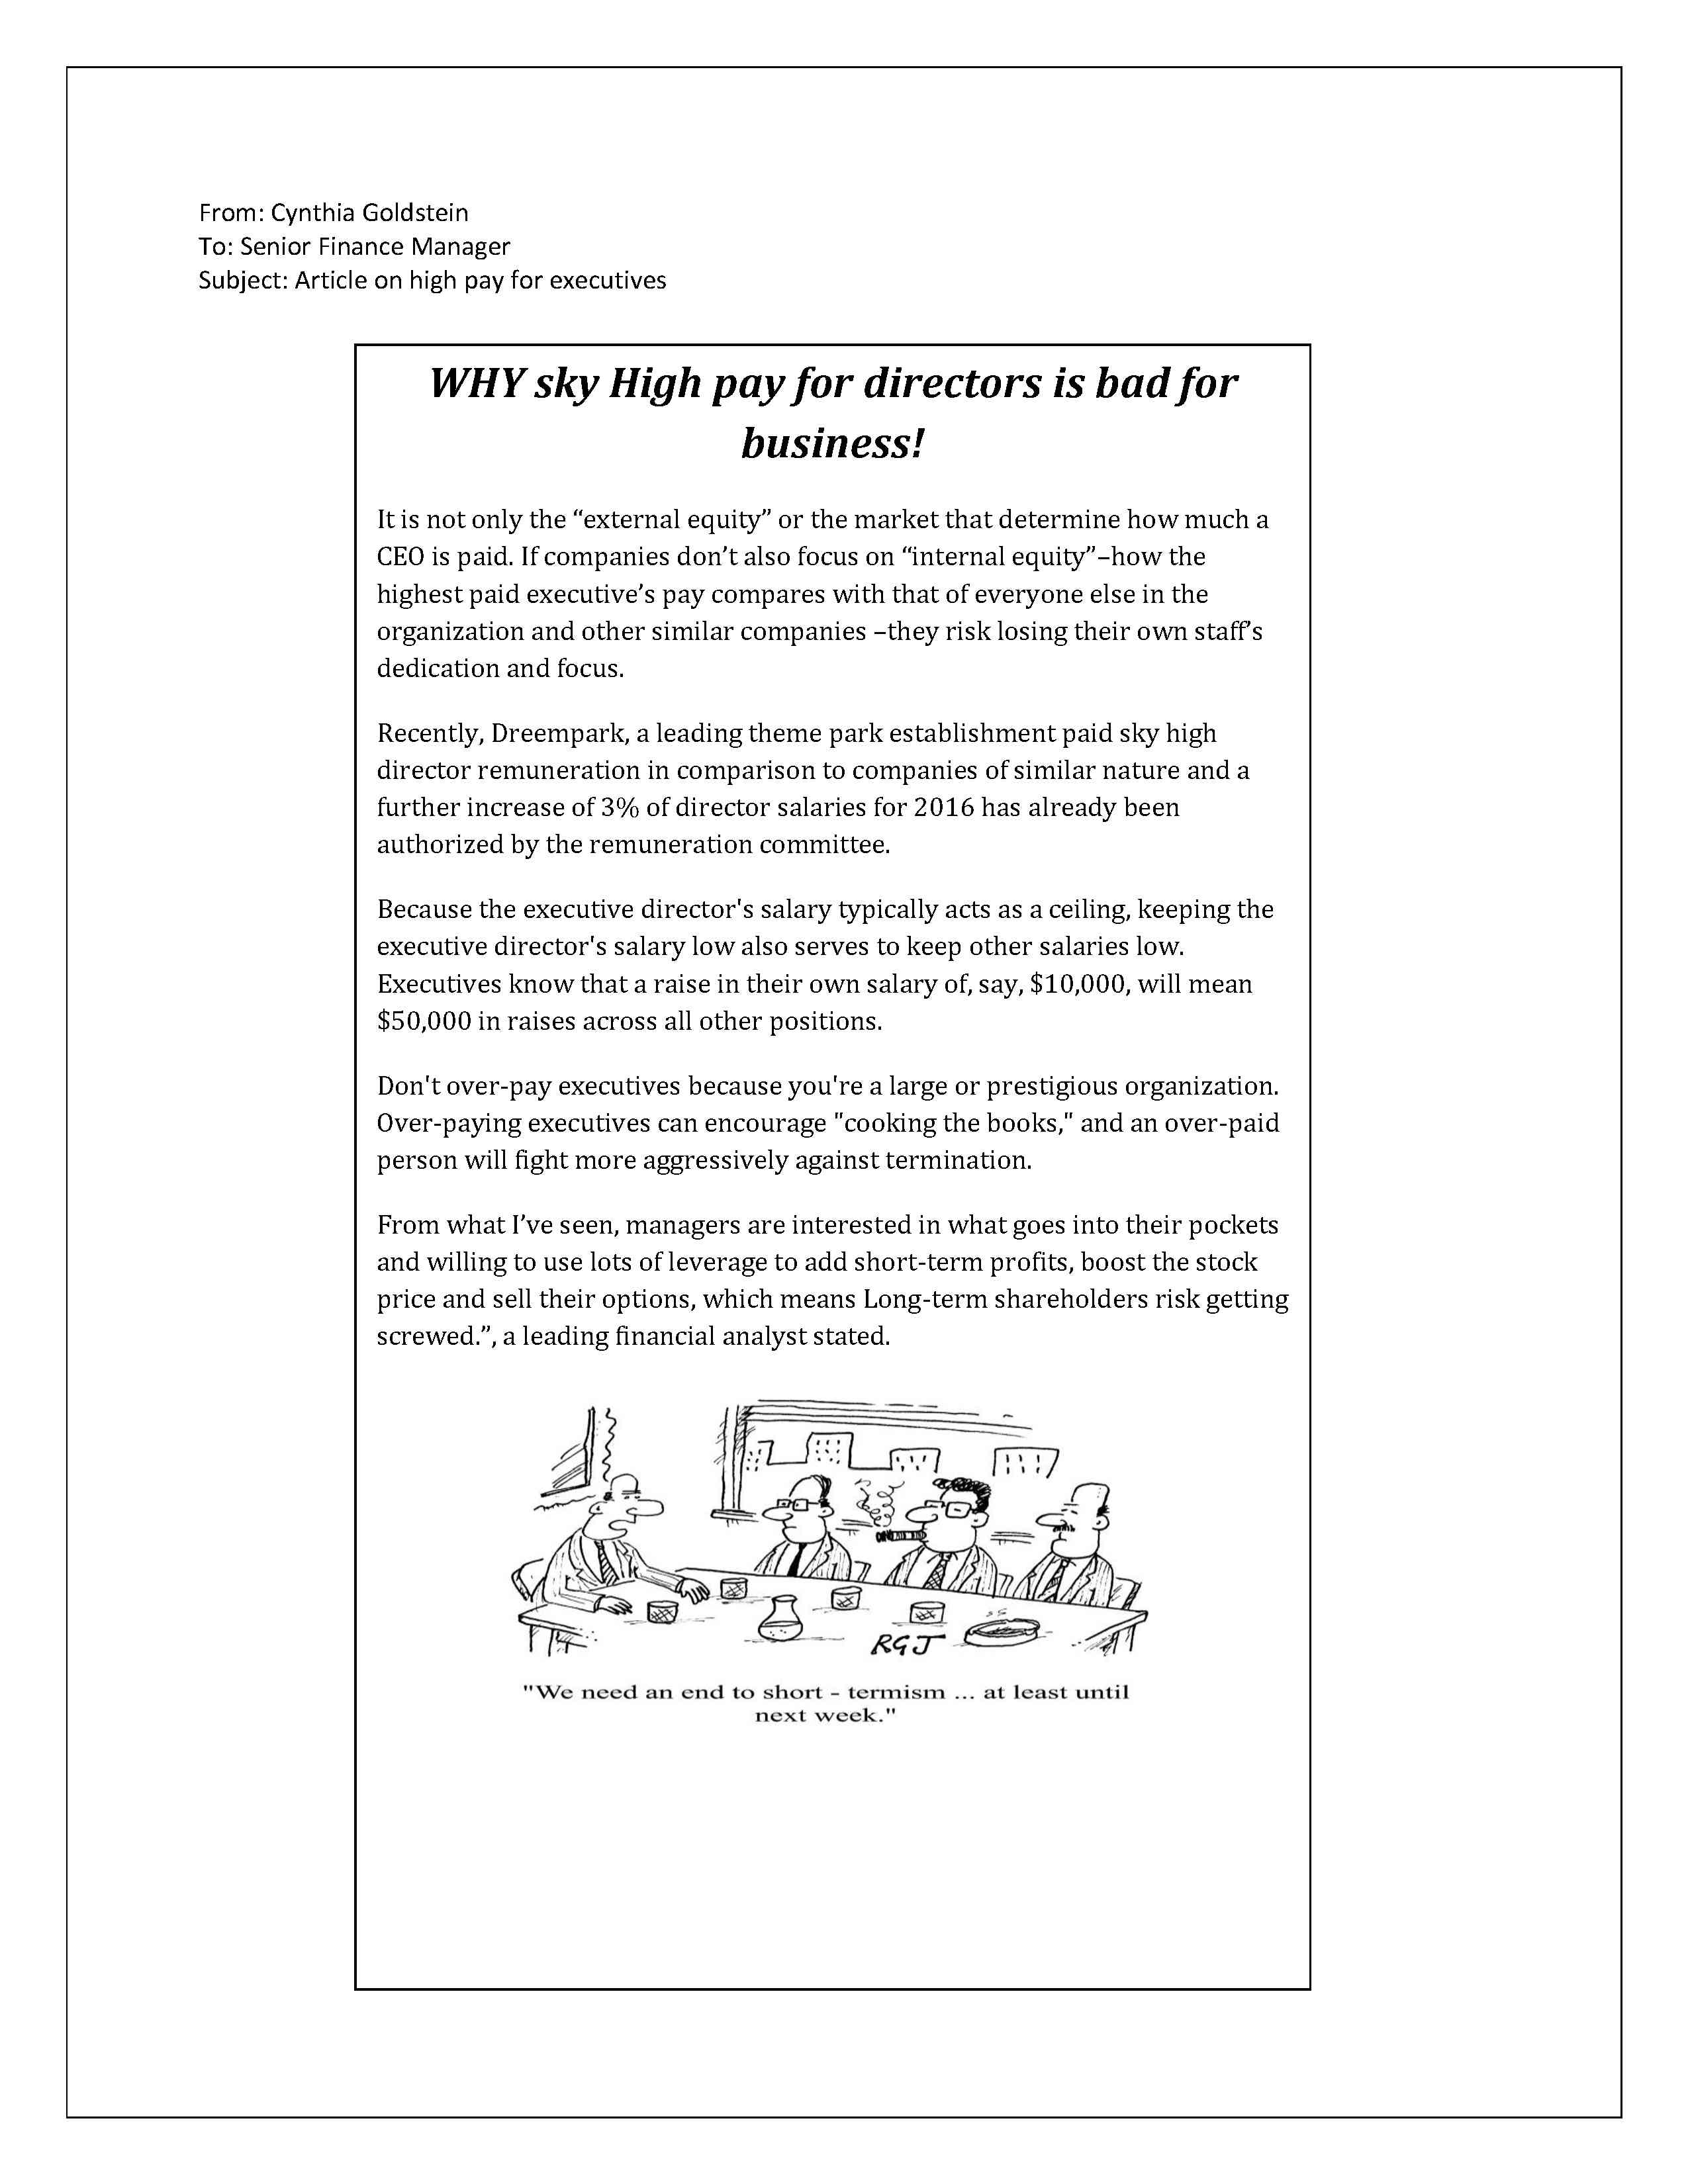 From: Cynthia Goldstein
To: Senior Finance Manager
Subject: Article on high pay for executives
WHY sky High pay for directors is bad for
business!
It is not only the “external equity” or the market that determine how much a
CEO is paid. If companies don’t also focus on “internal equity”–how the
highest paid executive’s pay compares with that of everyone else in the
organization and other similar companies –they risk losing their own staff’s
dedication and focus.
Recently, Dreempark, a leading theme park establishment paid sky high
director remuneration in comparison to companies of similar nature and a
further increase of 3% of director salaries for 2016 has already been
authorized by the remuneration committee.
Because the executive director's salary typically acts as a ceiling, keeping the
executive director's salary low also serves to keep other salaries low.
Executives know that a raise in their own salary of, say, $10,000, will mean
$50,000 in raises across all other positions.
Don't over-pay executives because you're a large or prestigious organization.
Over-paying executives can encourage "cooking the books," and an over-paid
person will fight more aggressively against termination.
From what I’ve seen, managers are interested in what goes into their pockets
and willing to use lots of leverage to add short-term profits, boost the stock
price and sell their options, which means Long-term shareholders risk getting
screwed.”, a leading financial analyst stated.
RGJ
"We need an end to short - termism ... at least until
next week."